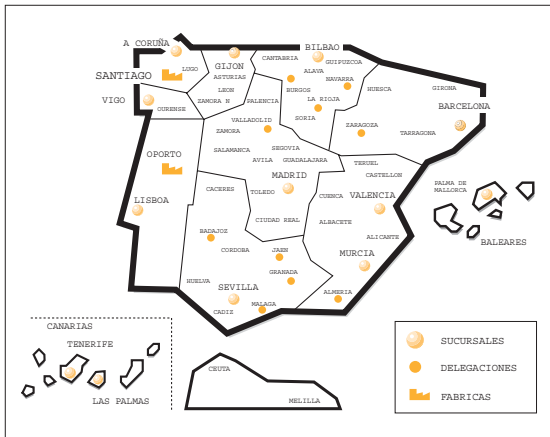 A CORUÑA
GIJON
BILBAO
CANTABRIA
GUIPUZCOA
LUGO
ASTURIAS
ALAVA
NAVARRA
SANTIAGO
LEON
BURGOS
HUESCA
GIRONA
VIGO
ZAMORA N
PALENCIA
LA RIOJA
BARCELONA
OURENSE
VALLADOLID
SORIA
ZAMORA
ZARAGOZA
TARRAGONA
OPORTO
SALAMANCA
SEGOVIA
AVILA
GUADALAJARA
TERUEL
CASTELLON
MADRID
CACERES
TOLEDO
CUENCA
VALENCIA
PALMA DE
MALLORCA
LISBOA
CIUDAD REAL
ALBACETE
BADAJOZ
ALICANTE
BALEARES
CORDOBA
JAEN
MURCIA
GRANADA
HUELVA
SEVILLA
ALMERIA
MALAGA
CADIZ
CANARIAS
TENERIFE
LAS PALMAS
CEUTA
MELILLA
SUCURSALES
DELEGACIONES
FABRICAS